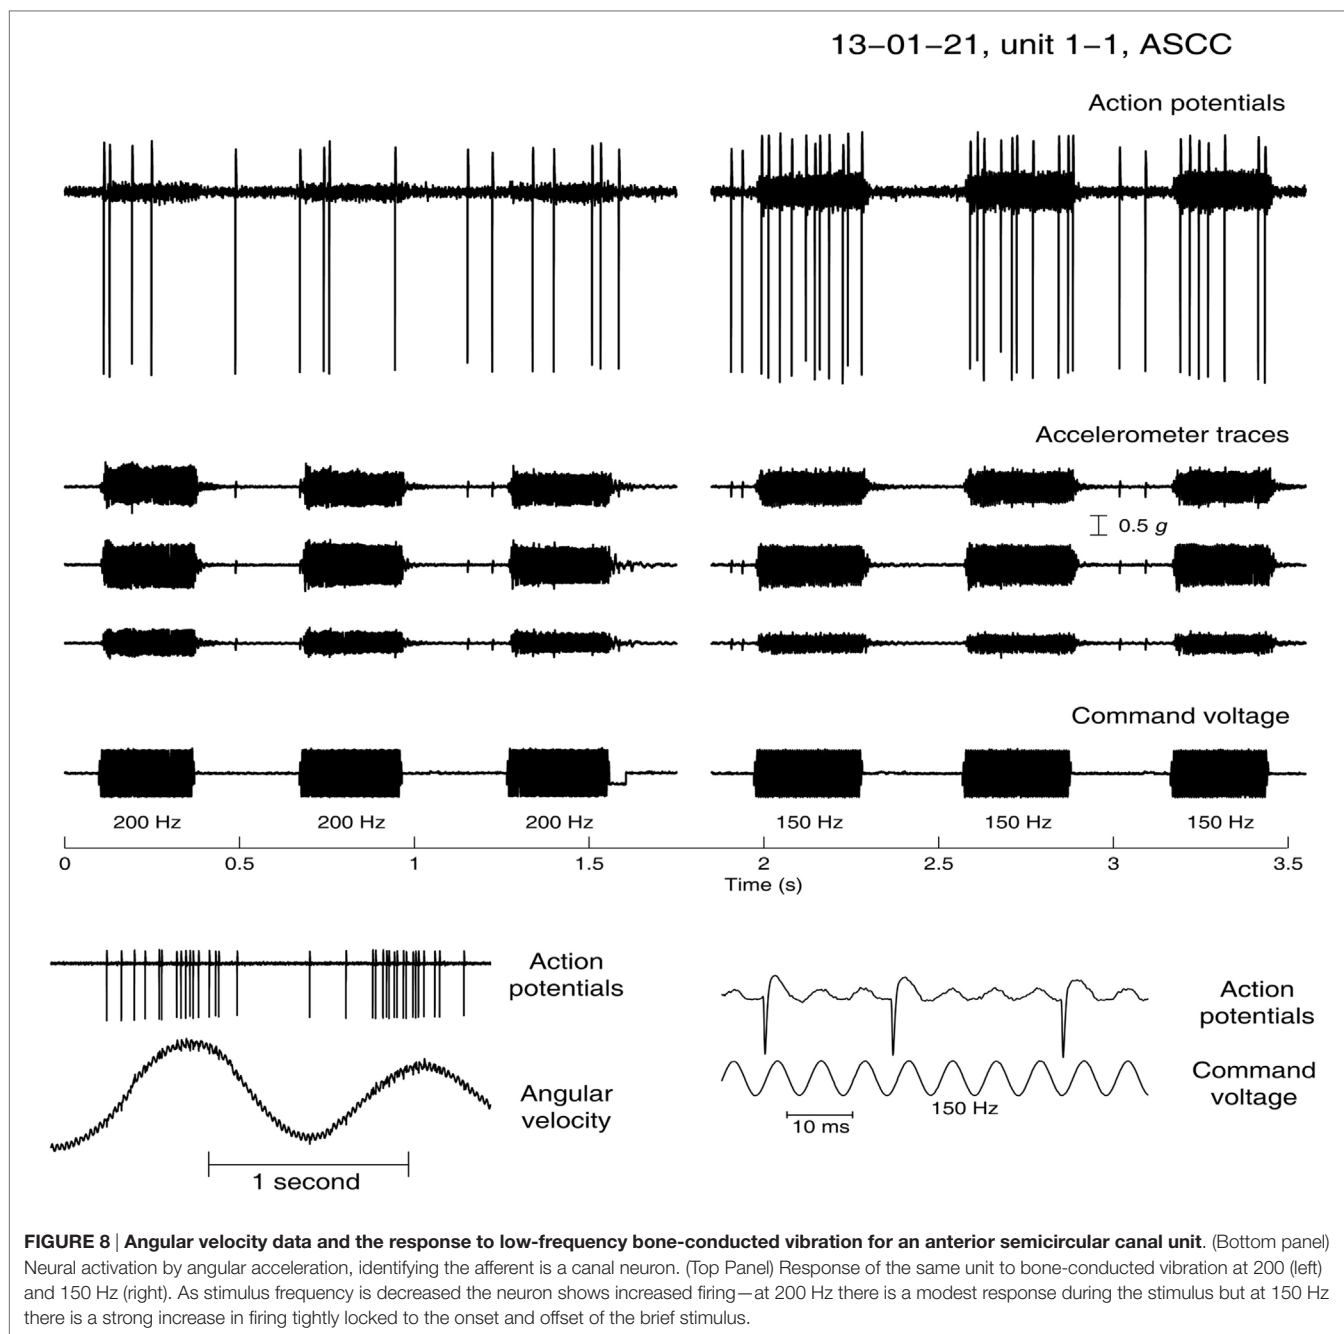 13–01–21, unit 1–1, ASCC
Action potentials
Accelerometer traces
0.5 g
Command voltage
200 Hz 200 Hz 200 Hz 150 Hz 150 Hz 150 Hz
0 0.5 1 1.5 2 2.5 3 3.5
Time (s)
Action
potentials
Angular
velocity
1 second
Action
potentials
Command
voltage
150 Hz
10 ms
FIGURE 8 | Angular velocity data and the response to low-frequency bone-conducted vibration for an anterior semicircular canal unit. (Bottom panel)
Neural activation by angular acceleration, identifying the afferent is a canal neuron. (Top Panel) Response of the same unit to bone-conducted vibration at 200 (left)
and 150 Hz (right). As stimulus frequency is decreased the neuron shows increased firing—at 200 Hz there is a modest response during the stimulus but at 150 Hz
there is a strong increase in firing tightly locked to the onset and offset of the brief stimulus.